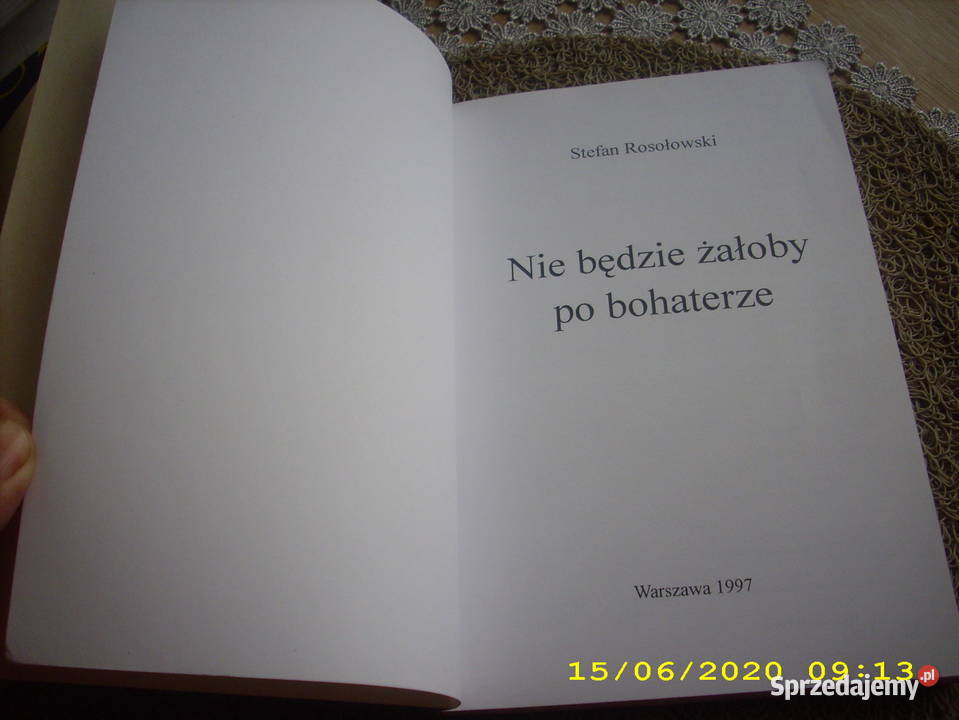 Stefan Rosołowski
Nie będzie żałoby
po bohaterze
Warszawa 1997
15/06/2020 09:13
Sprzedajemy.pl